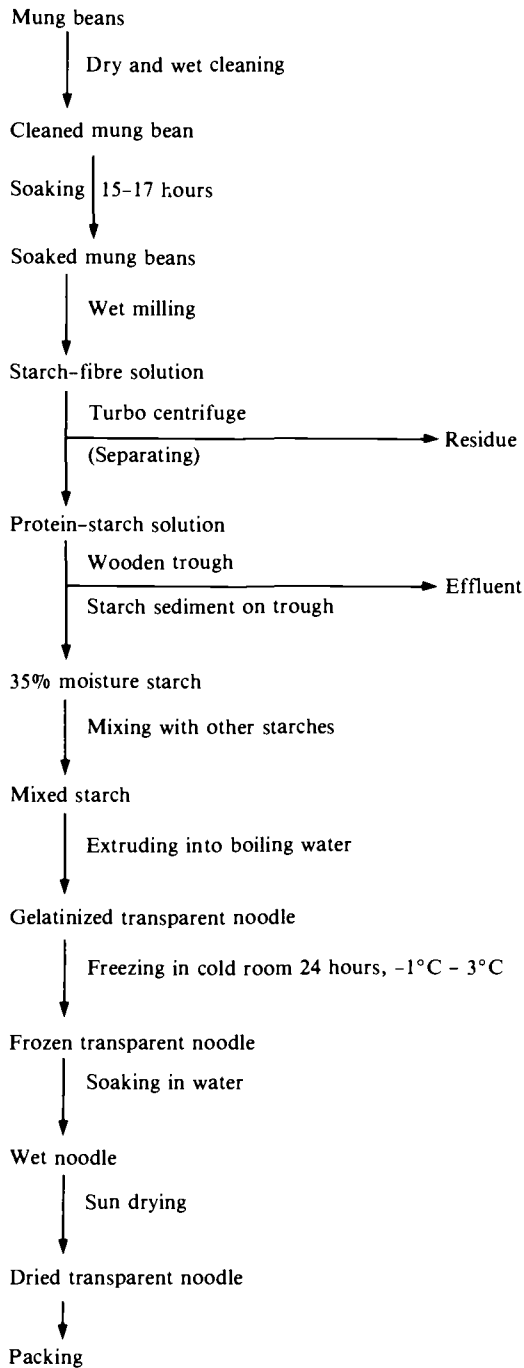 Mung beans
Dry and wet cleaning
Cleaned mung bean
Soaking 15–17 hours
Soaked mung beans
Wet milling
Starch–fibre solution
Turbo centrifuge
(Separating)
Residue
Protein–starch solution
Wooden trough
Effluent
Starch sediment on trough
35% moisture starch
Mixing with other starches
Mixed starch
Extruding into boiling water
Gelatinized transparent noodle
Freezing in cold room 24 hours, –1°C – 3°C
Frozen transparent noodle
Soaking in water
Wet noodle
Sun drying
Dried transparent noodle
Packing